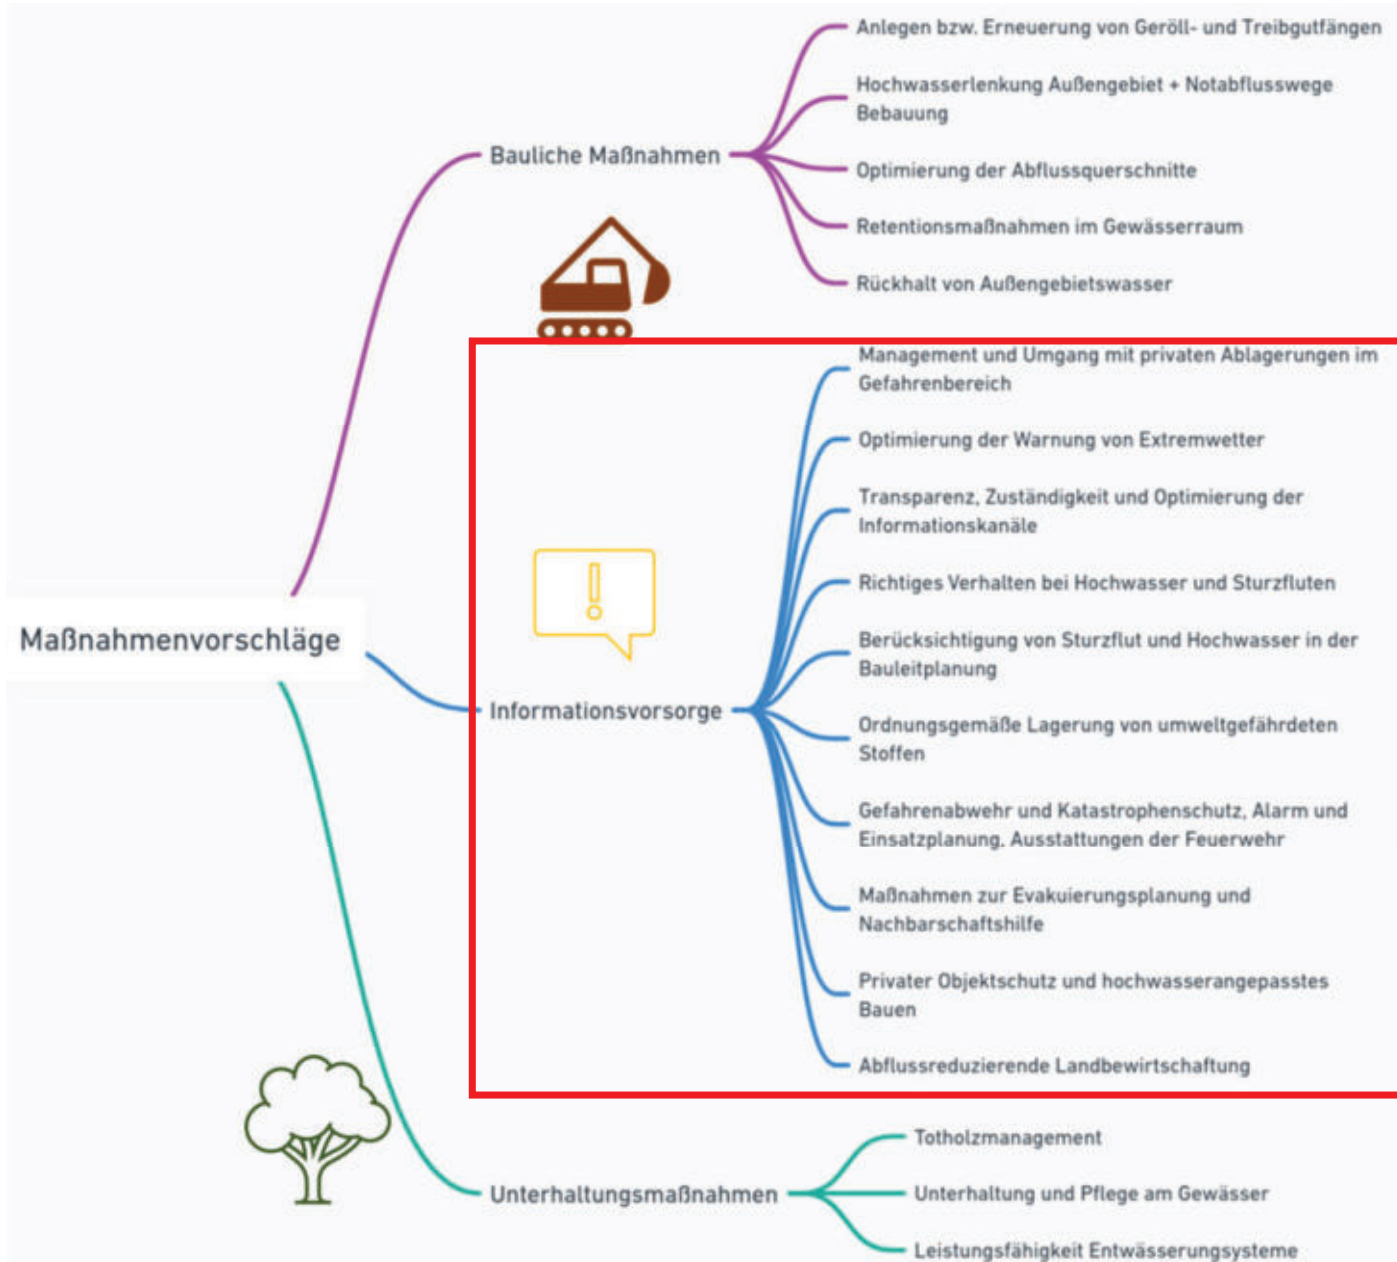 Anlegen bzw. Erneuerung von Geröll- und Treibgutfängen
Hochwasserlenkung Außengebiet + Notabflusswege
Bebauung
Bauliche Maßnahmen
Optimierung der Abflussquerschnitte
Retentionsmaßnahmen im Gewässerraum
Rückhalt von Außengebietswasser
Management und Umgang mit privaten Ablagerungen im
Gefahrenbereich
Optimierung der Warnung von Extremwetter
Transparenz, Zuständigkeit und Optimierung der
Informationskanäle
!
Richtiges Verhalten bei Hochwasser und Sturzfluten
Maßnahmenvorschläge
Berücksichtigung von Sturzflut und Hochwasser in der
Bauleitplanung
Informationsvorsorge
Ordnungsgemäße Lagerung von umweltgefährdeten
Stoffen
Gefahrenabwehr und Katastrophenschutz, Alarm und
Einsatzplanung, Ausstattungen der Feuerwehr
Maßnahmen zur Evakuierungsplanung und
Nachbarschaftshilfe
Privater Objektschutz und hochwasserangepasstes
Bauen
Abflussreduzierende Landbewirtschaftung
Totholzmanagement
Unterhaltungsmaßnahmen
Unterhaltung und Pflege am Gewässer
Leistungsfähigkeit Entwässerungsysteme